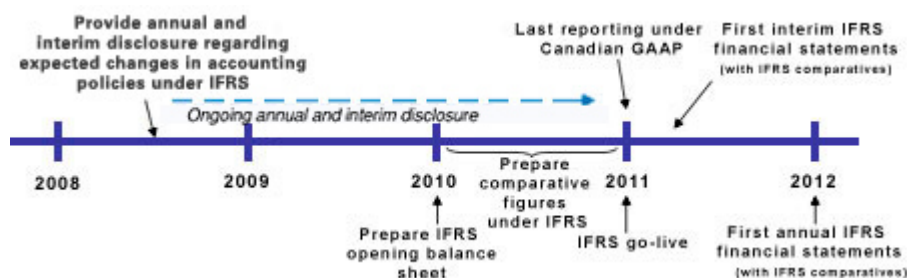 Provide annual and
interim disclosure regarding
expected changes in accounting
policies under IFRS
Last reporting under
Canadian GAAP
First interim IFRS
financial statements
(with IFRS comparatives)
Ongoing annual and interim disclosure
2008
2009
2010
Prepare
comparative
figures
under IFRS
2011
2012
Prepare IFRS
opening balance
sheet
IFRS go-live
First annual IFRS
financial statements
(with IFRS comparatives)